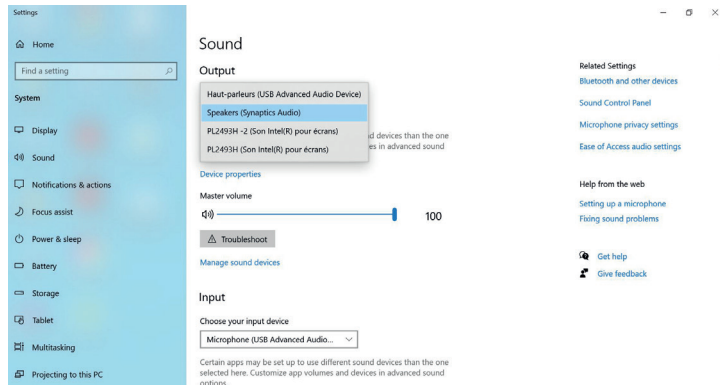 Settings
Home
Find a setting
System
Display
Sound
Notifications & actions
Focus assist
Power & sleep
Battery
Storage
Tablet
Multitasking
Projecting to this PC
Sound
Output
Haut-parleurs (USB Advanced Audio Device)
Speakers (Synaptics Audio)
PL2493H -2 (Son Intel(R) pour écrans)
PL2493H (Son Intel(R) pour écrans)
d devices than the one
es in advanced sound
Device properties
Master volume
100
Troubleshoot
Manage sound devices
Input
Choose your input device
Microphone (USB Advanced Audio...
Certain apps may be set up to use different sound devices than the one
selected here. Customize app volumes and devices in advanced sound
options.
Related Settings
Bluetooth and other devices
Sound Control Panel
Microphone privacy settings
Ease of Access audio settings
Help from the web
Setting up a microphone
Fixing sound problems
Get help
Give feedback